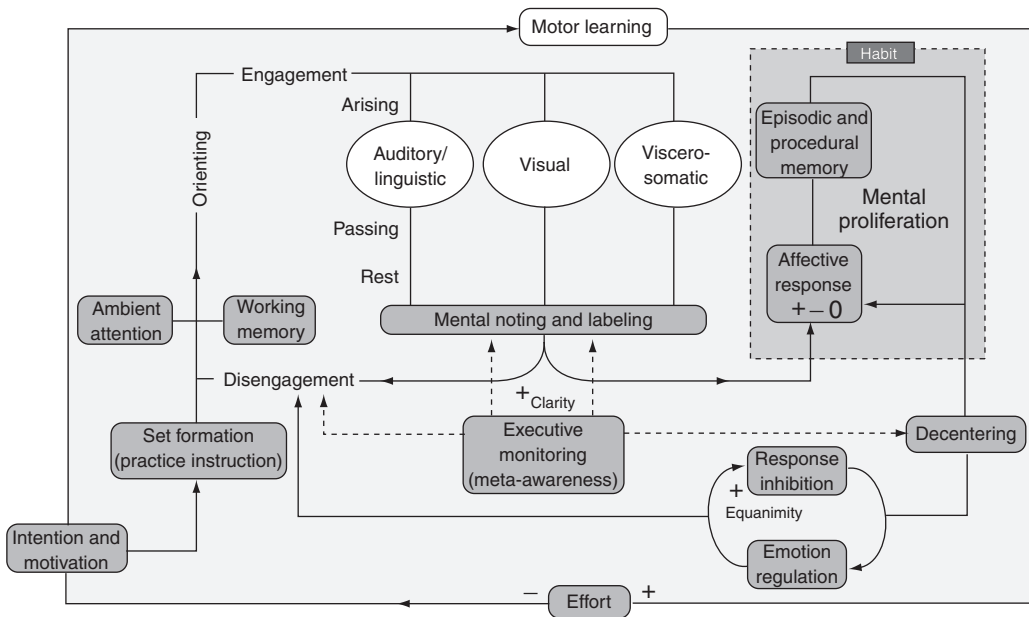 Motor learning
Habit
Engagement
Arising
Orienting
Auditory/
linguistic
Visual
Viscero-
somatic
Episodic and
procedural
memory
Mental
proliferation
Passing
Rest
Affective
response
+ – 0
Ambient
attention
Working
memory
Mental noting and labeling
Disengagement
+ Clarity
Set formation
(practice instruction)
Executive
monitoring
(meta-awareness)
Decentering
Response
inhibition
+
Equanimity
Intention and
motivation
Emotion
regulation
– Effort +